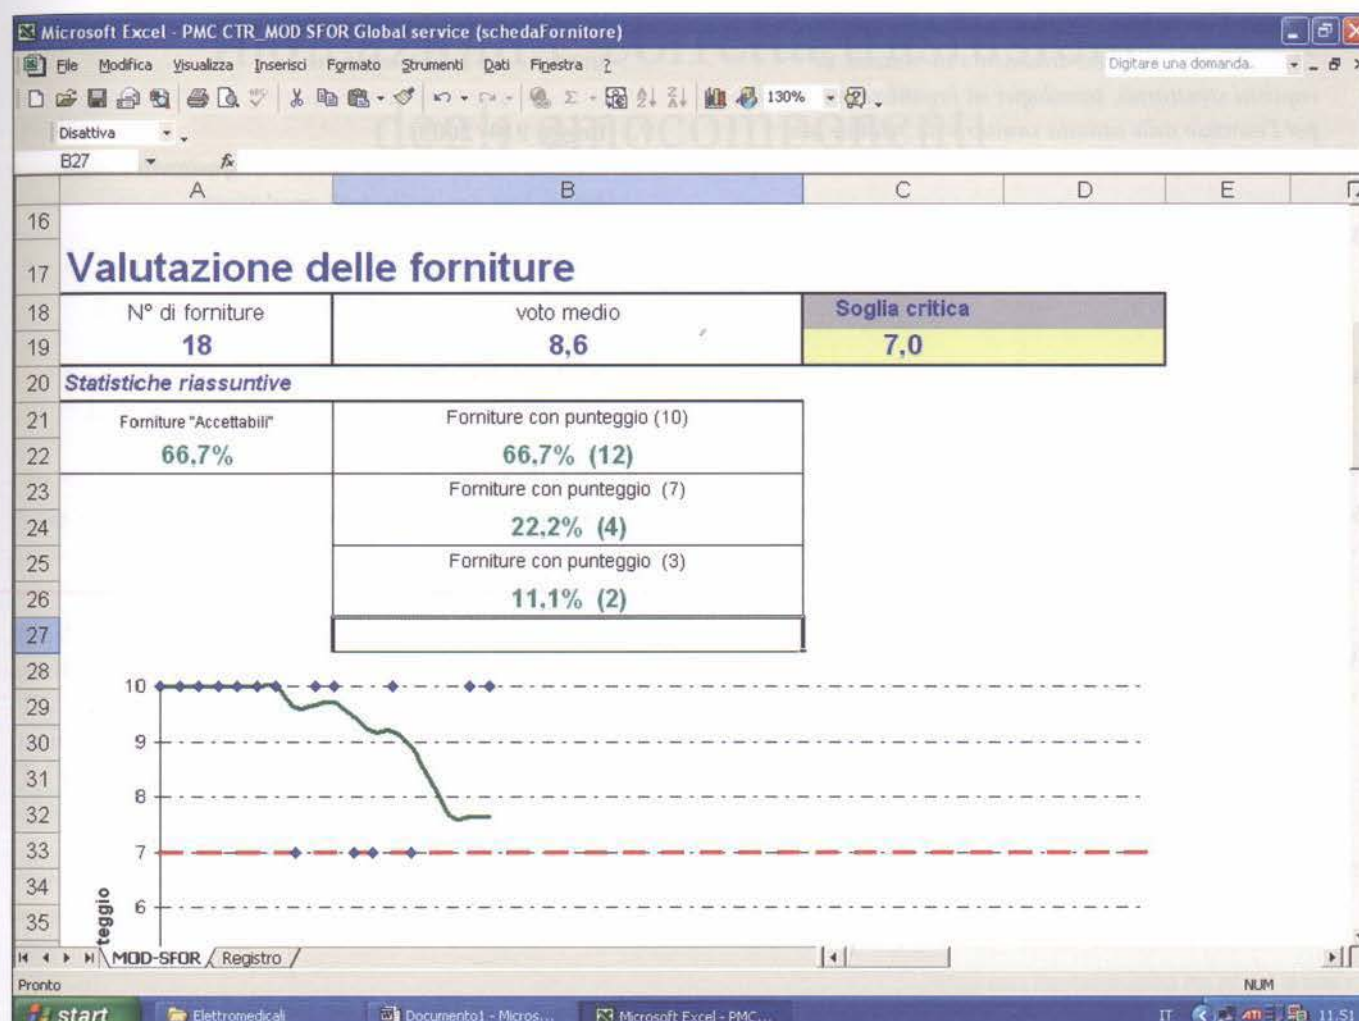 Microsoft Excel - PMC CTR_MOD SFOR Global service (schedaFornitore)
File Modifica Visualizza Inserisci Formato Strumenti Dati Finestra ? Digitare una domanda.
130%
Disattiva
B27 fx
A B C D E
16
17 Valutazione delle forniture
18 N° di forniture voto medio Soglia critica
19 18 8,6 7,0
20 Statistiche riassuntive
21 Forniture "Accettabili" Forniture con punteggio (10)
22 66,7% 66,7% (12)
23 Forniture con punteggio (7)
24 22,2% (4)
25 Forniture con punteggio (3)
26 11,1% (2)
27
28
10
29
30 9
31
8
32
33 7
34
6
35
teggio
MOD-SFOR Registro
Pronto NUM
start Elettromedicali Documento1 - Micros... Microsoft Excel - PMC... IT ATI 11.51